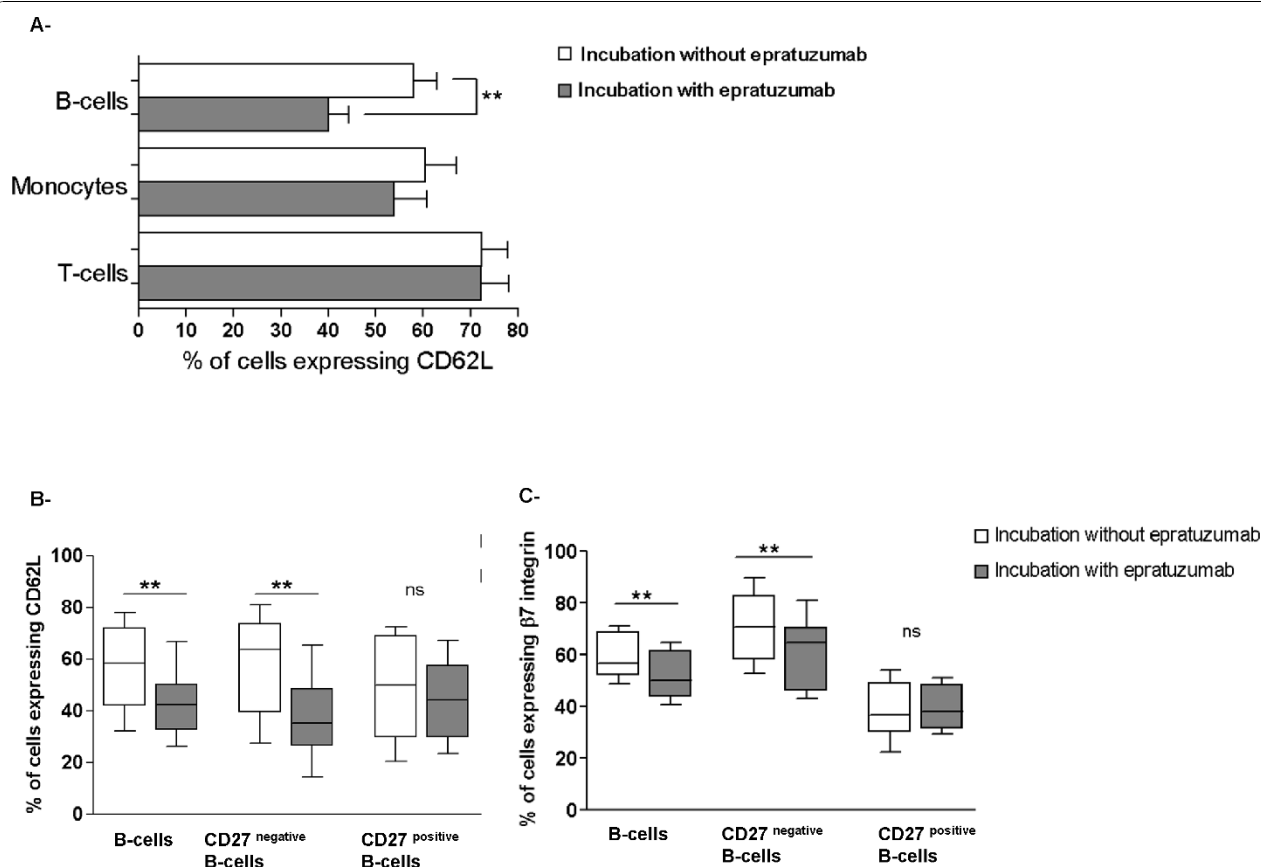 A-
Incubation without epratuzumab
Incubation with epratuzumab
B-cells
**
Monocytes
T-cells
0 10 20 30 40 50 60 70 80
% of cells expressing CD62L
B-
% of cells expressing CD62L
100
80
60
40
20
0
**
**
ns
B-cells
CD27 negative
B-cells
CD27 positive
B-cells
C-
Incubation without epratuzumab
Incubation with epratuzumab
% of cells expressing β7 integrin
100
80
60
40
20
0
**
**
ns
B-cells
CD27 negative
B-cells
CD27 positive
B-cells